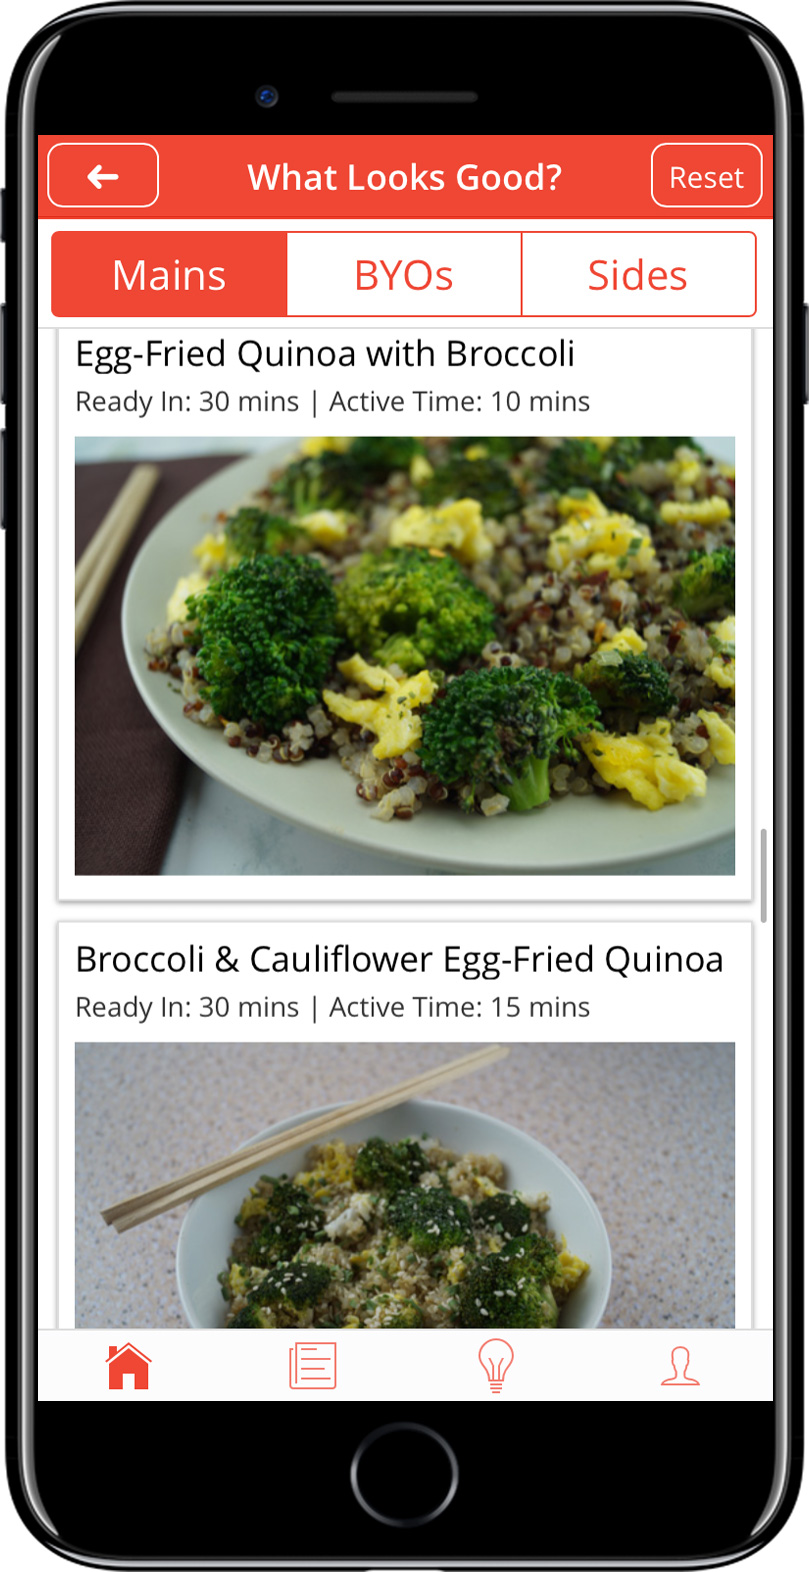 What Looks Good?
Reset
Mains
BYOs
Sides
Egg-Fried Quinoa with Broccoli
Ready In: 30 mins | Active Time: 10 mins
Broccoli & Cauliflower Egg-Fried Quinoa
Ready In: 30 mins | Active Time: 15 mins